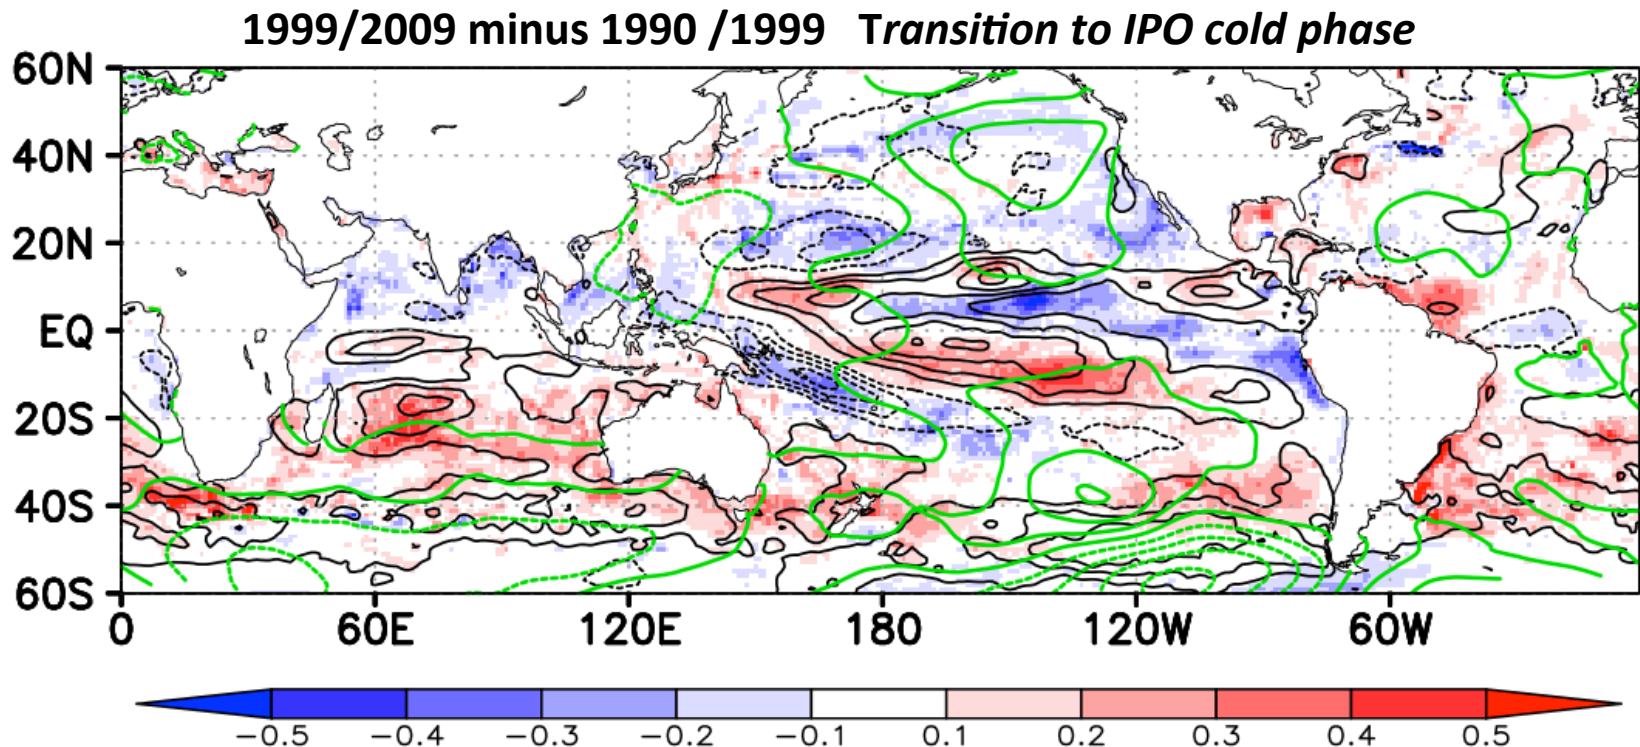 1999/2009 minus 1990 /1999 Transition to IPO cold phase
60N
40N
20N
EQ
20S
40S
60S
0 60E 120E 180 120W 60W
−0.5 −0.4 −0.3 −0.2 −0.1 0.1 0.2 0.3 0.4 0.5